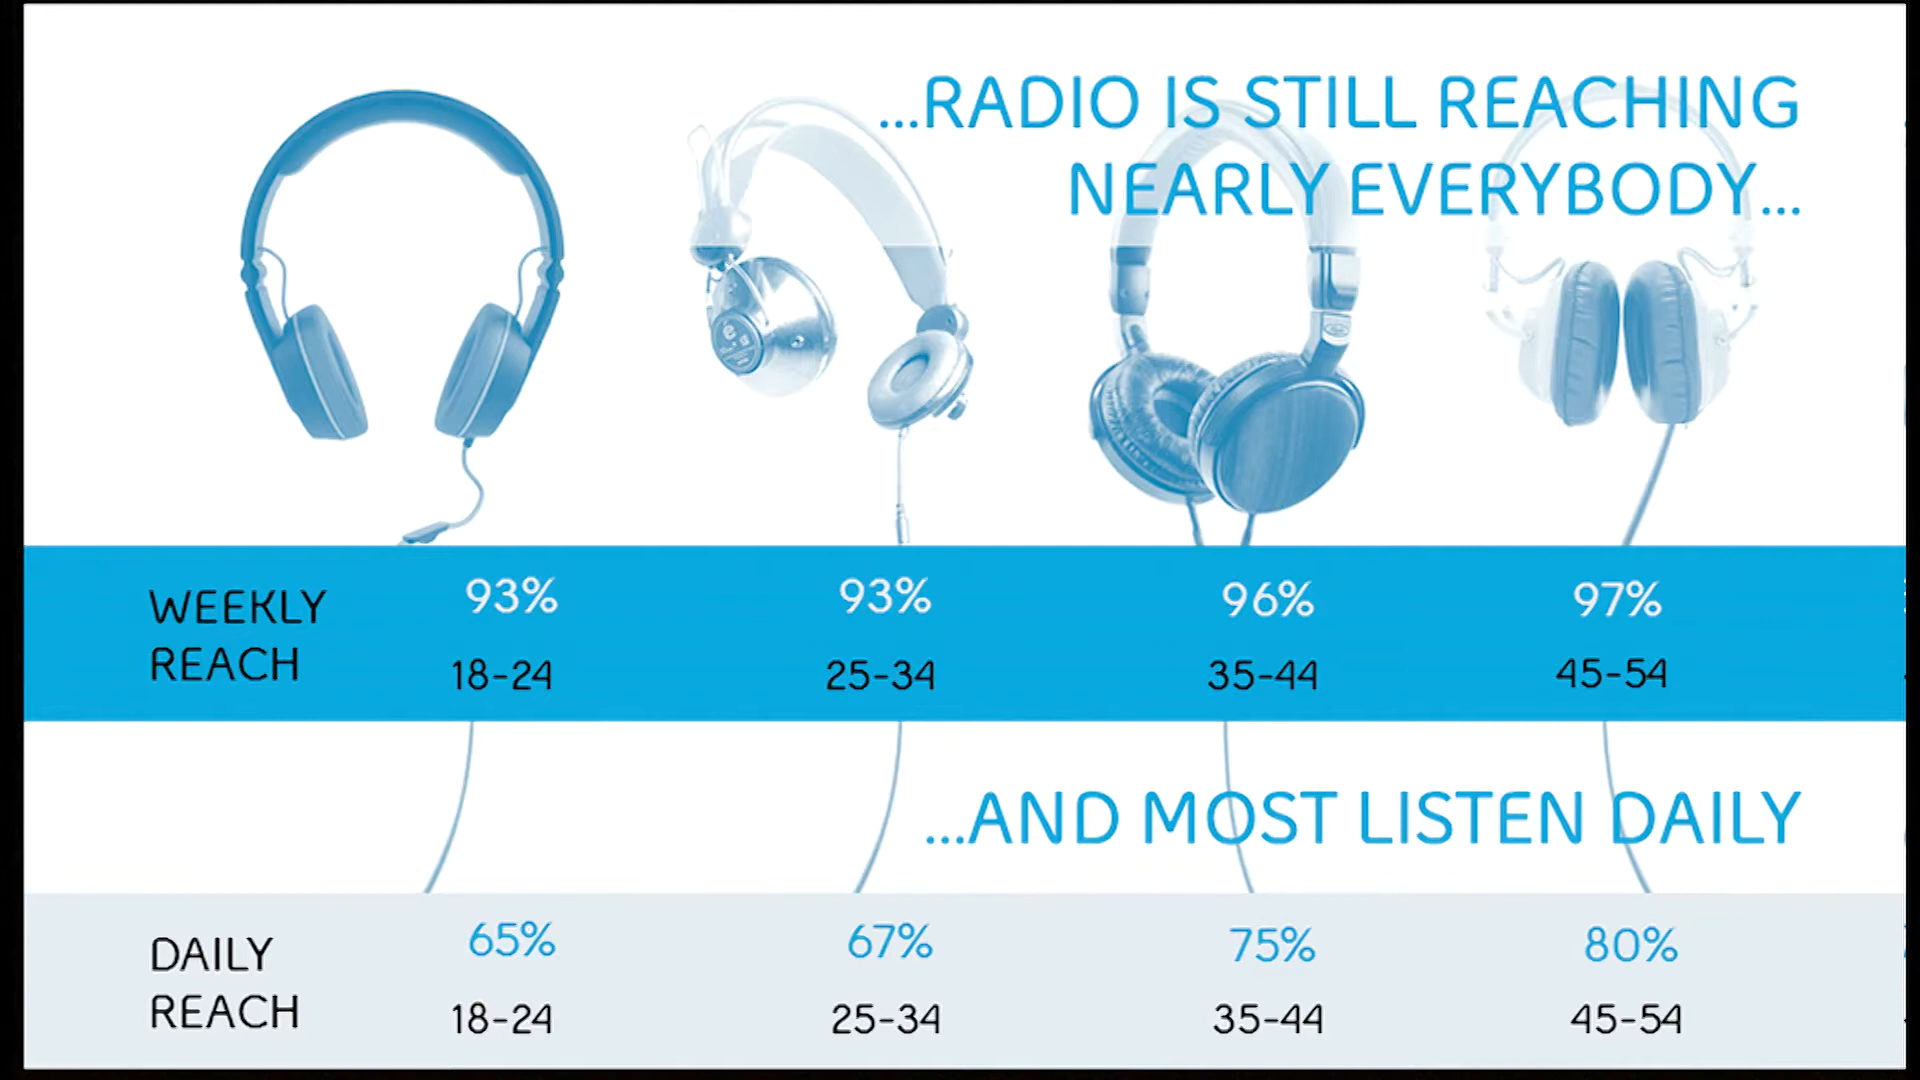 ...RADIO IS STILL REACHING
NEARLY EVERYBODY...
WEEKLY
REACH
93% 93% 96% 97%
18-24 25-34 35-44 45-54
...AND MOST LISTEN DAILY
DAILY
REACH
65% 67% 75% 80%
18-24 25-34 35-44 45-54